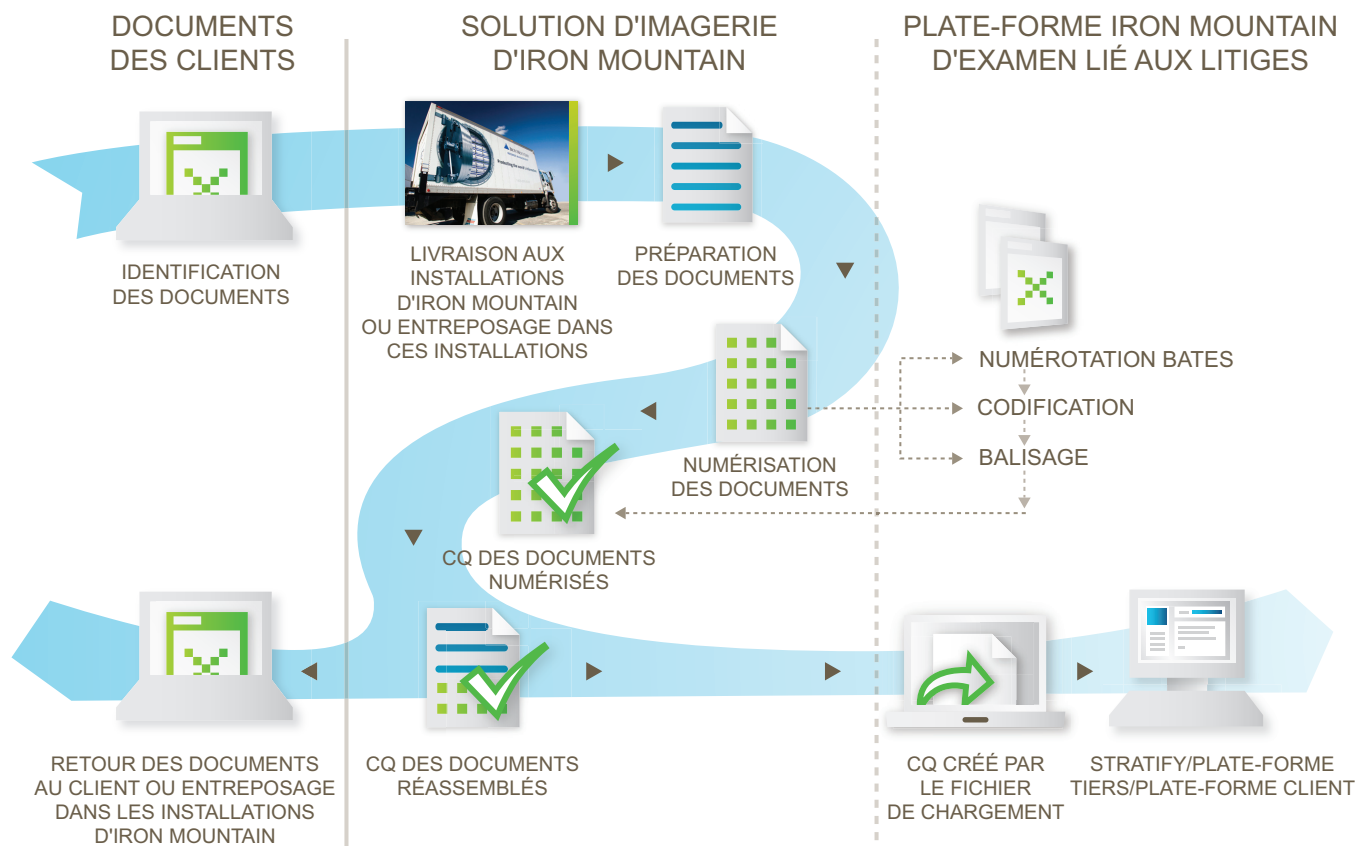 DOCUMENTS
DES CLIENTS
SOLUTION D'IMAGERIE
D'IRON MOUNTAIN
PLATE-FORME IRON MOUNTAIN
D'EXAMEN LIÉ AUX LITIGES
IDENTIFICATION
DES DOCUMENTS
LIVRAISON AUX
INSTALLATIONS
D'IRON MOUNTAIN
OU ENTREPOSAGE DANS
CES INSTALLATIONS
PRÉPARATION
DES DOCUMENTS
NUMÉRISATION
DES DOCUMENTS
NUMÉROTATION BATES
CODIFICATION
BALISAGE
CQ DES DOCUMENTS
NUMÉRISÉS
RETOUR DES DOCUMENTS
AU CLIENT OU ENTREPOSAGE
DANS LES INSTALLATIONS
D'IRON MOUNTAIN
CQ DES DOCUMENTS
RÉASSEMBLÉS
CQ CRÉÉ PAR
LE FICHIER
DE CHARGEMENT
STRATIFY/PLATE-FORME
TIERS/PLATE-FORME CLIENT